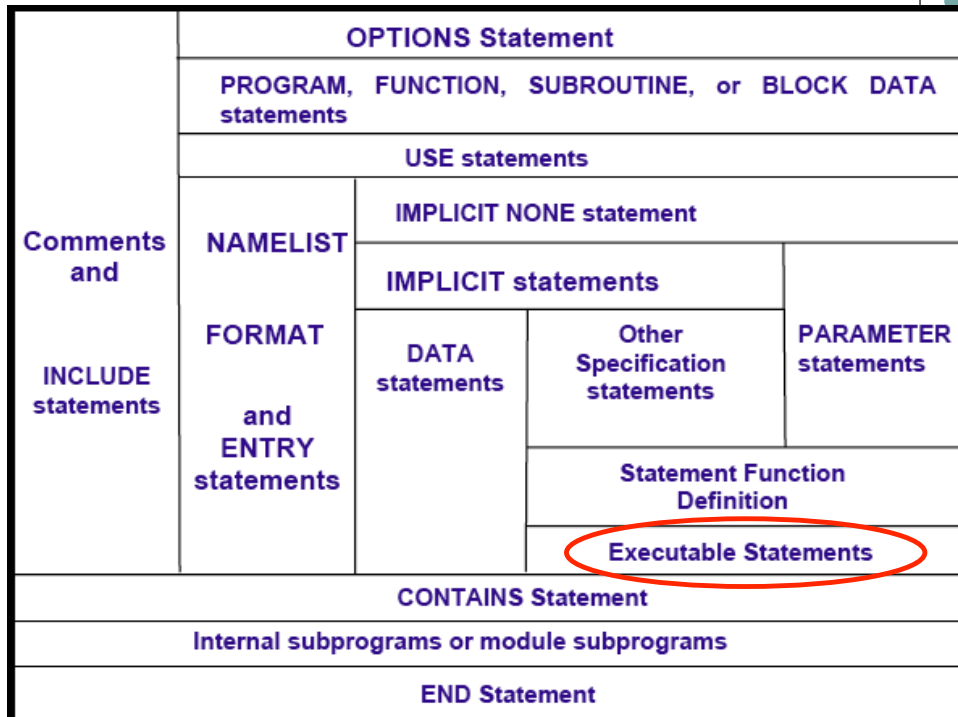 OPTIONS Statement
PROGRAM, FUNCTION, SUBROUTINE, or BLOCK DATA
statements
USE statements
Comments
and
INCLUDE
statements
NAMELIST
FORMAT
and
ENTRY
statements
IMPLICIT NONE statement
IMPLICIT statements
DATA
statements
Other
Specification
statements
PARAMETER
statements
Statement Function
Definition
Executable Statements
CONTAINS Statement
Internal subprograms or module subprograms
END Statement